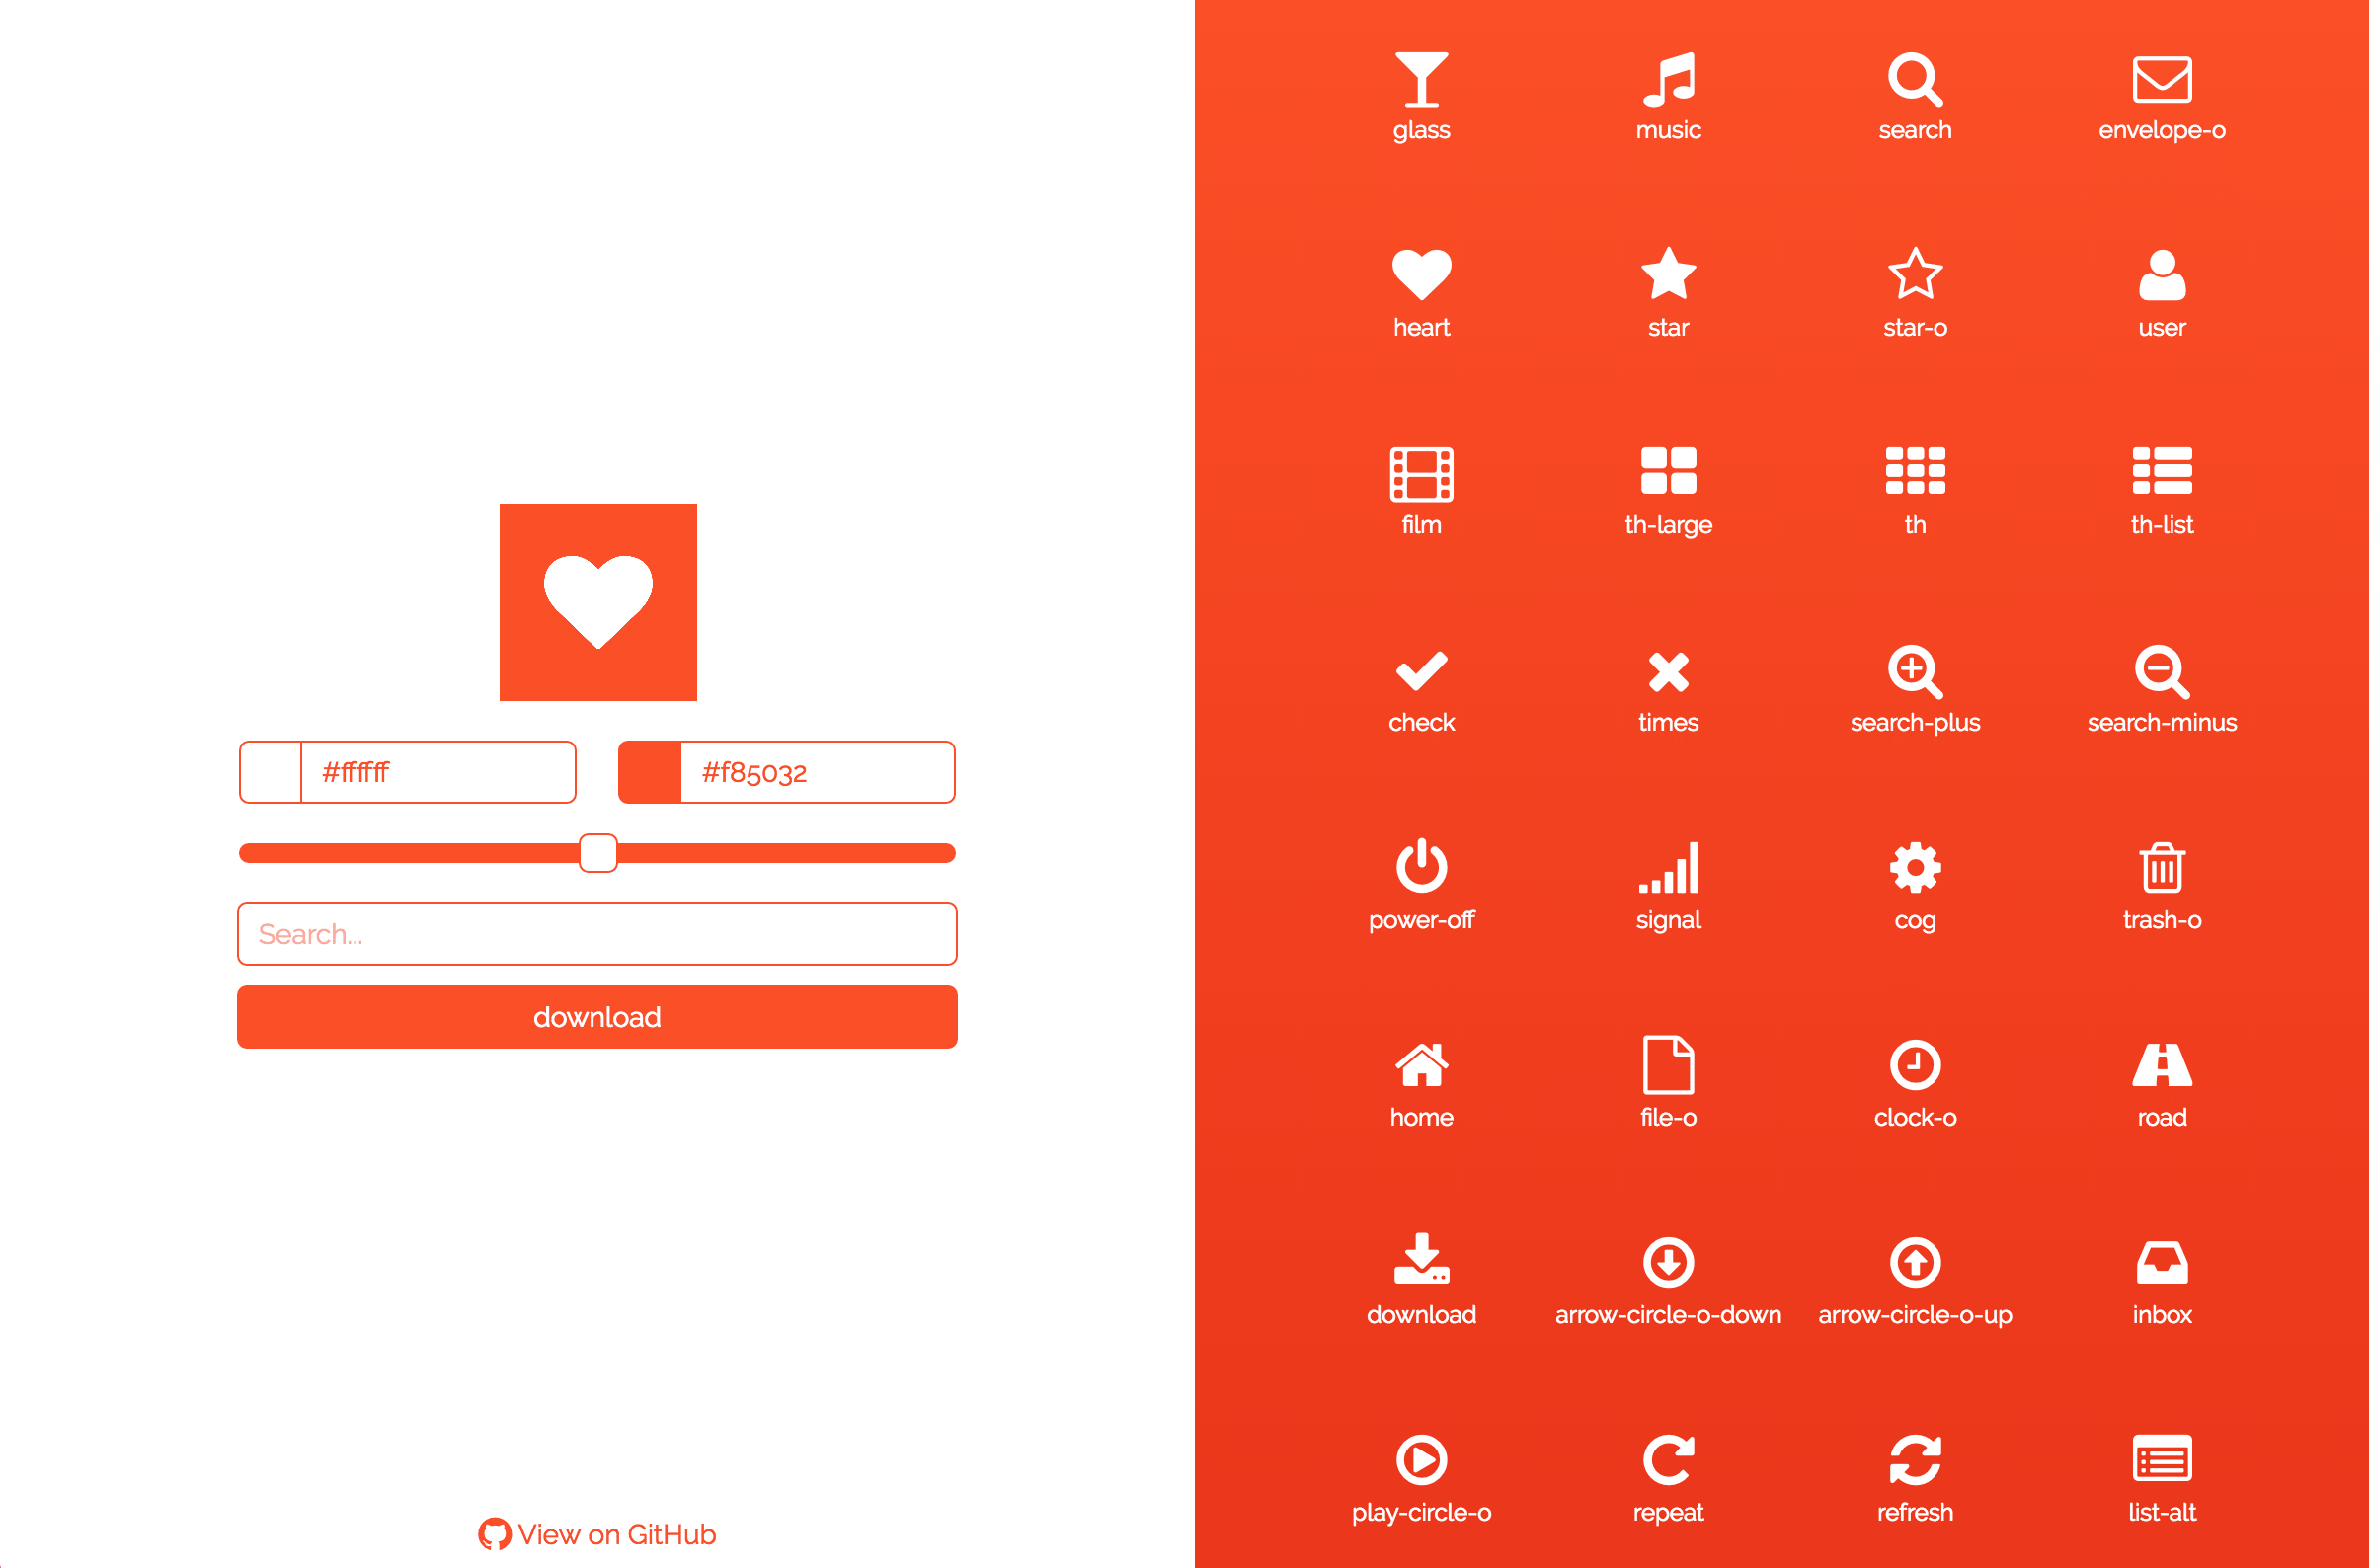 #ffffff
#f85032
Search...
download
View on GitHub
glass music search envelope-o
heart star star-o user
film th-large th th-list
check times search-plus search-minus
power-off signal cog trash-o
home file-o clock-o road
download arrow-circle-o-down arrow-circle-o-up inbox
play-circle-o repeat refresh list-alt